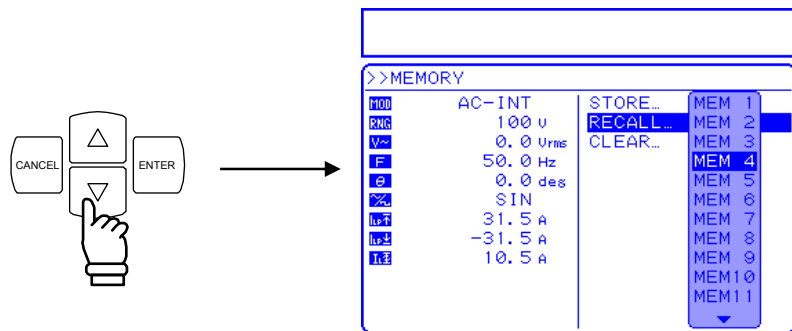 CANCEL
ENTER
>>MEMORY
MOD AC-INT
RNG 100 V
V~ 0.0 Vrms
F 50.0 Hz
θ 0.0 deg
SIN
31.5 A
-31.5 A
10.5 A
STORE…
RECALL…
CLEAR…
MEM 1
MEM 2
MEM 3
MEM 4
MEM 5
MEM 6
MEM 7
MEM 8
MEM 9
MEM10
MEM11